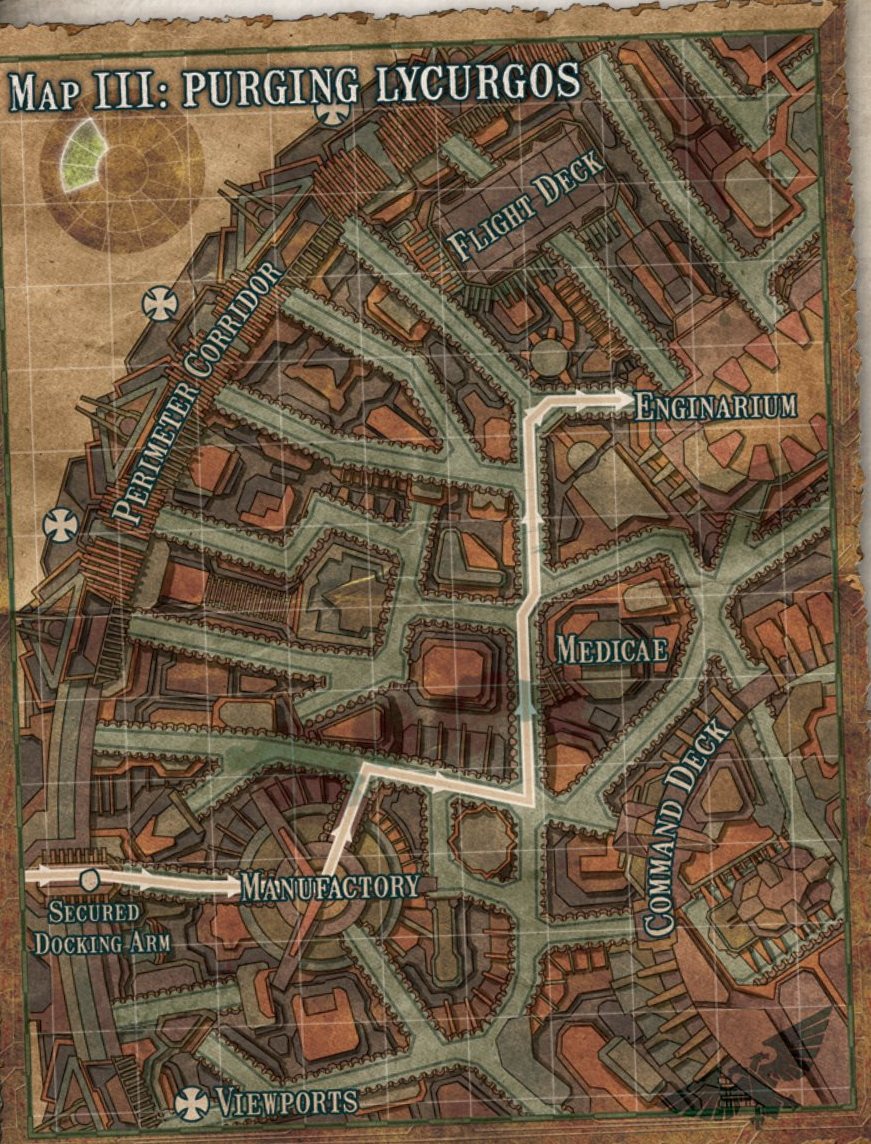 MAP III: PURGING LYCURGOS
FLIGHT DECK
PERIMETER CORRIDOR
ENGINARIUM
MEDICAE
COMMAND DECK
MANUFACTORY
SECURED
DOCKING ARM
VIEWPORTS